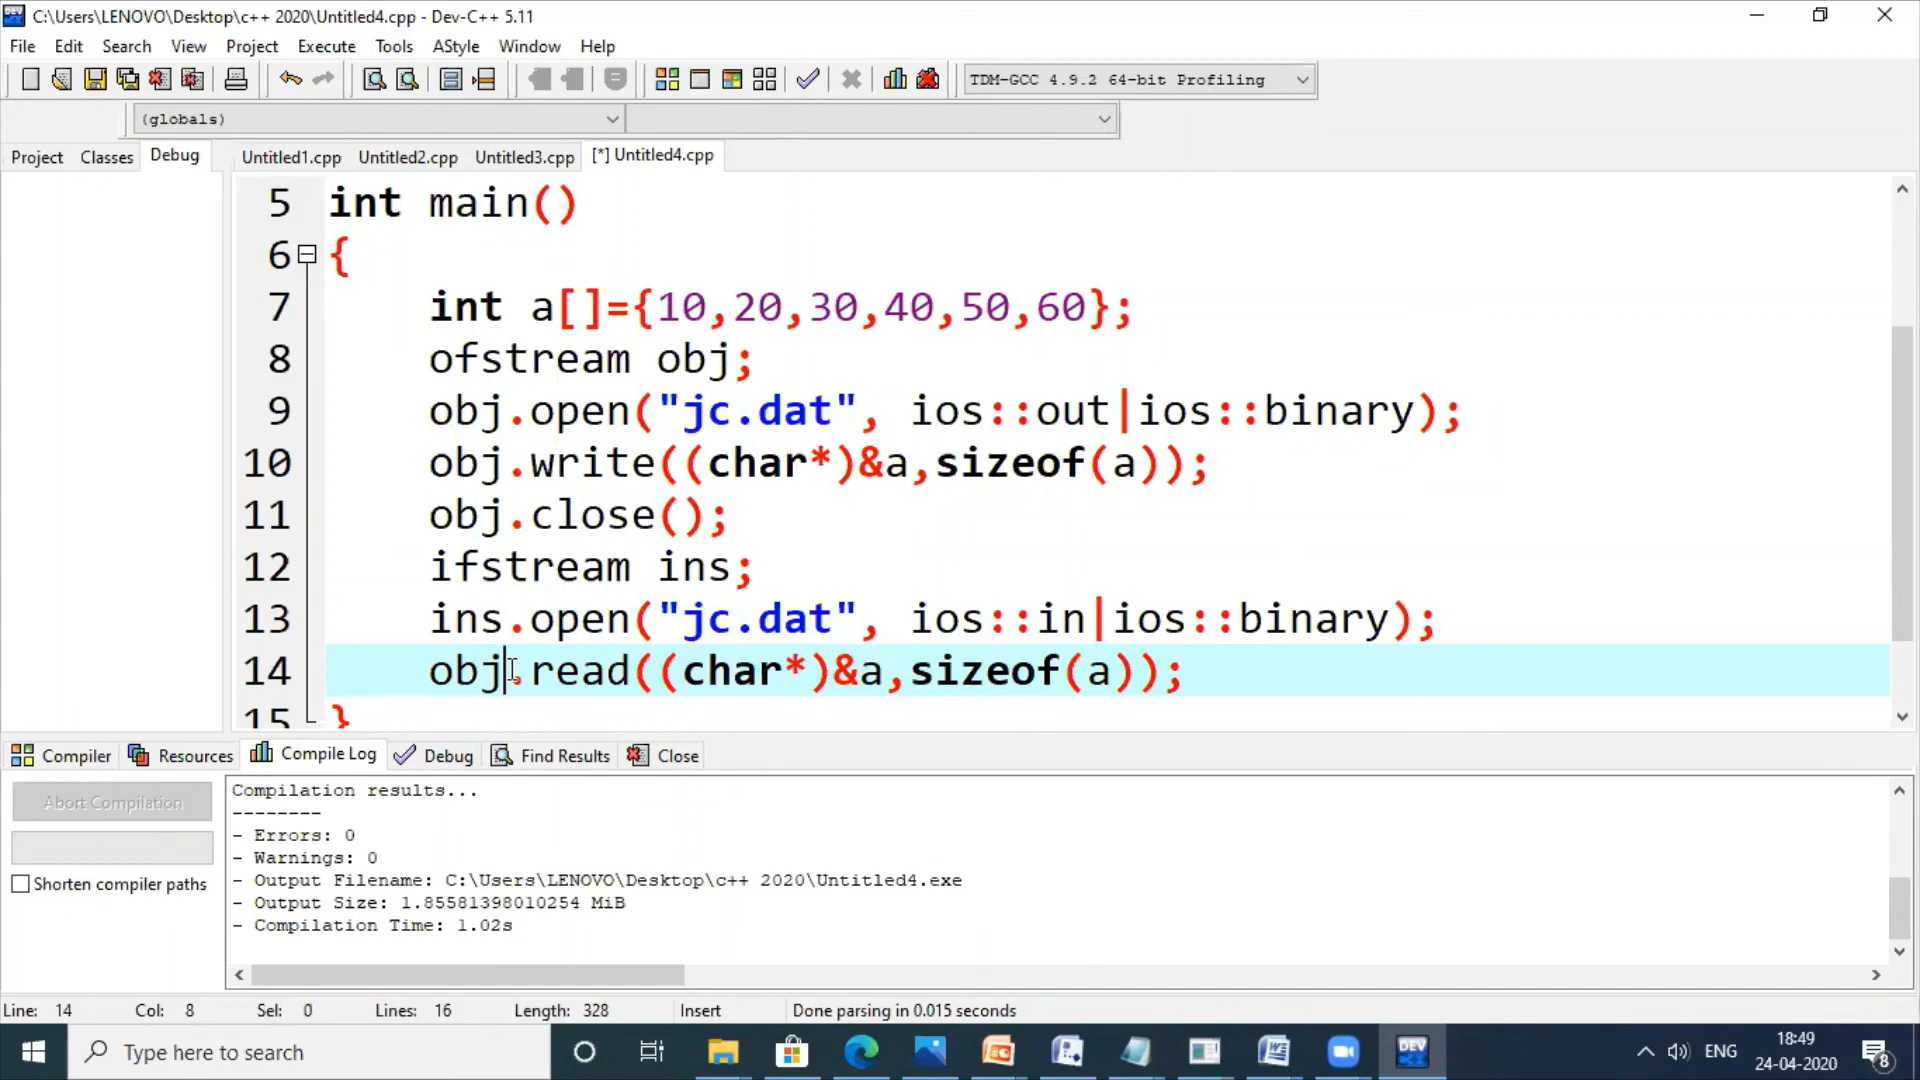 C:\Users\LENOVO\Desktop\c++ 2020\Untitled4.cpp - Dev-C++ 5.11
File Edit Search View Project Execute Tools AStyle Window Help
TDM-GCC 4.9.2 64-bit Profiling
(globals)
Project Classes Debug Untitled1.cpp Untitled2.cpp Untitled3.cpp [*] Untitled4.cpp
5 int main()
6 {
7 int a[]={10,20,30,40,50,60};
8 ofstream obj;
9 obj.open("jc.dat", ios::out|ios::binary);
10 obj.write((char*)&a,sizeof(a));
11 obj.close();
12 ifstream ins;
13 ins.open("jc.dat", ios::in|ios::binary);
14 obj.read((char*)&a,sizeof(a));
15 }
Compiler Resources Compile Log Debug Find Results Close
Abort Compilation
Shorten compiler paths
Compilation results...
--------
- Errors: 0
- Warnings: 0
- Output Filename: C:\Users\LENOVO\Desktop\c++ 2020\Untitled4.exe
- Output Size: 1.85581398010254 MiB
- Compilation Time: 1.02s
Line: 14 Col: 8 Sel: 0 Lines: 16 Length: 328 Insert Done parsing in 0.015 seconds
Type here to search
DEV
ENG
18:49
24-04-2020
8